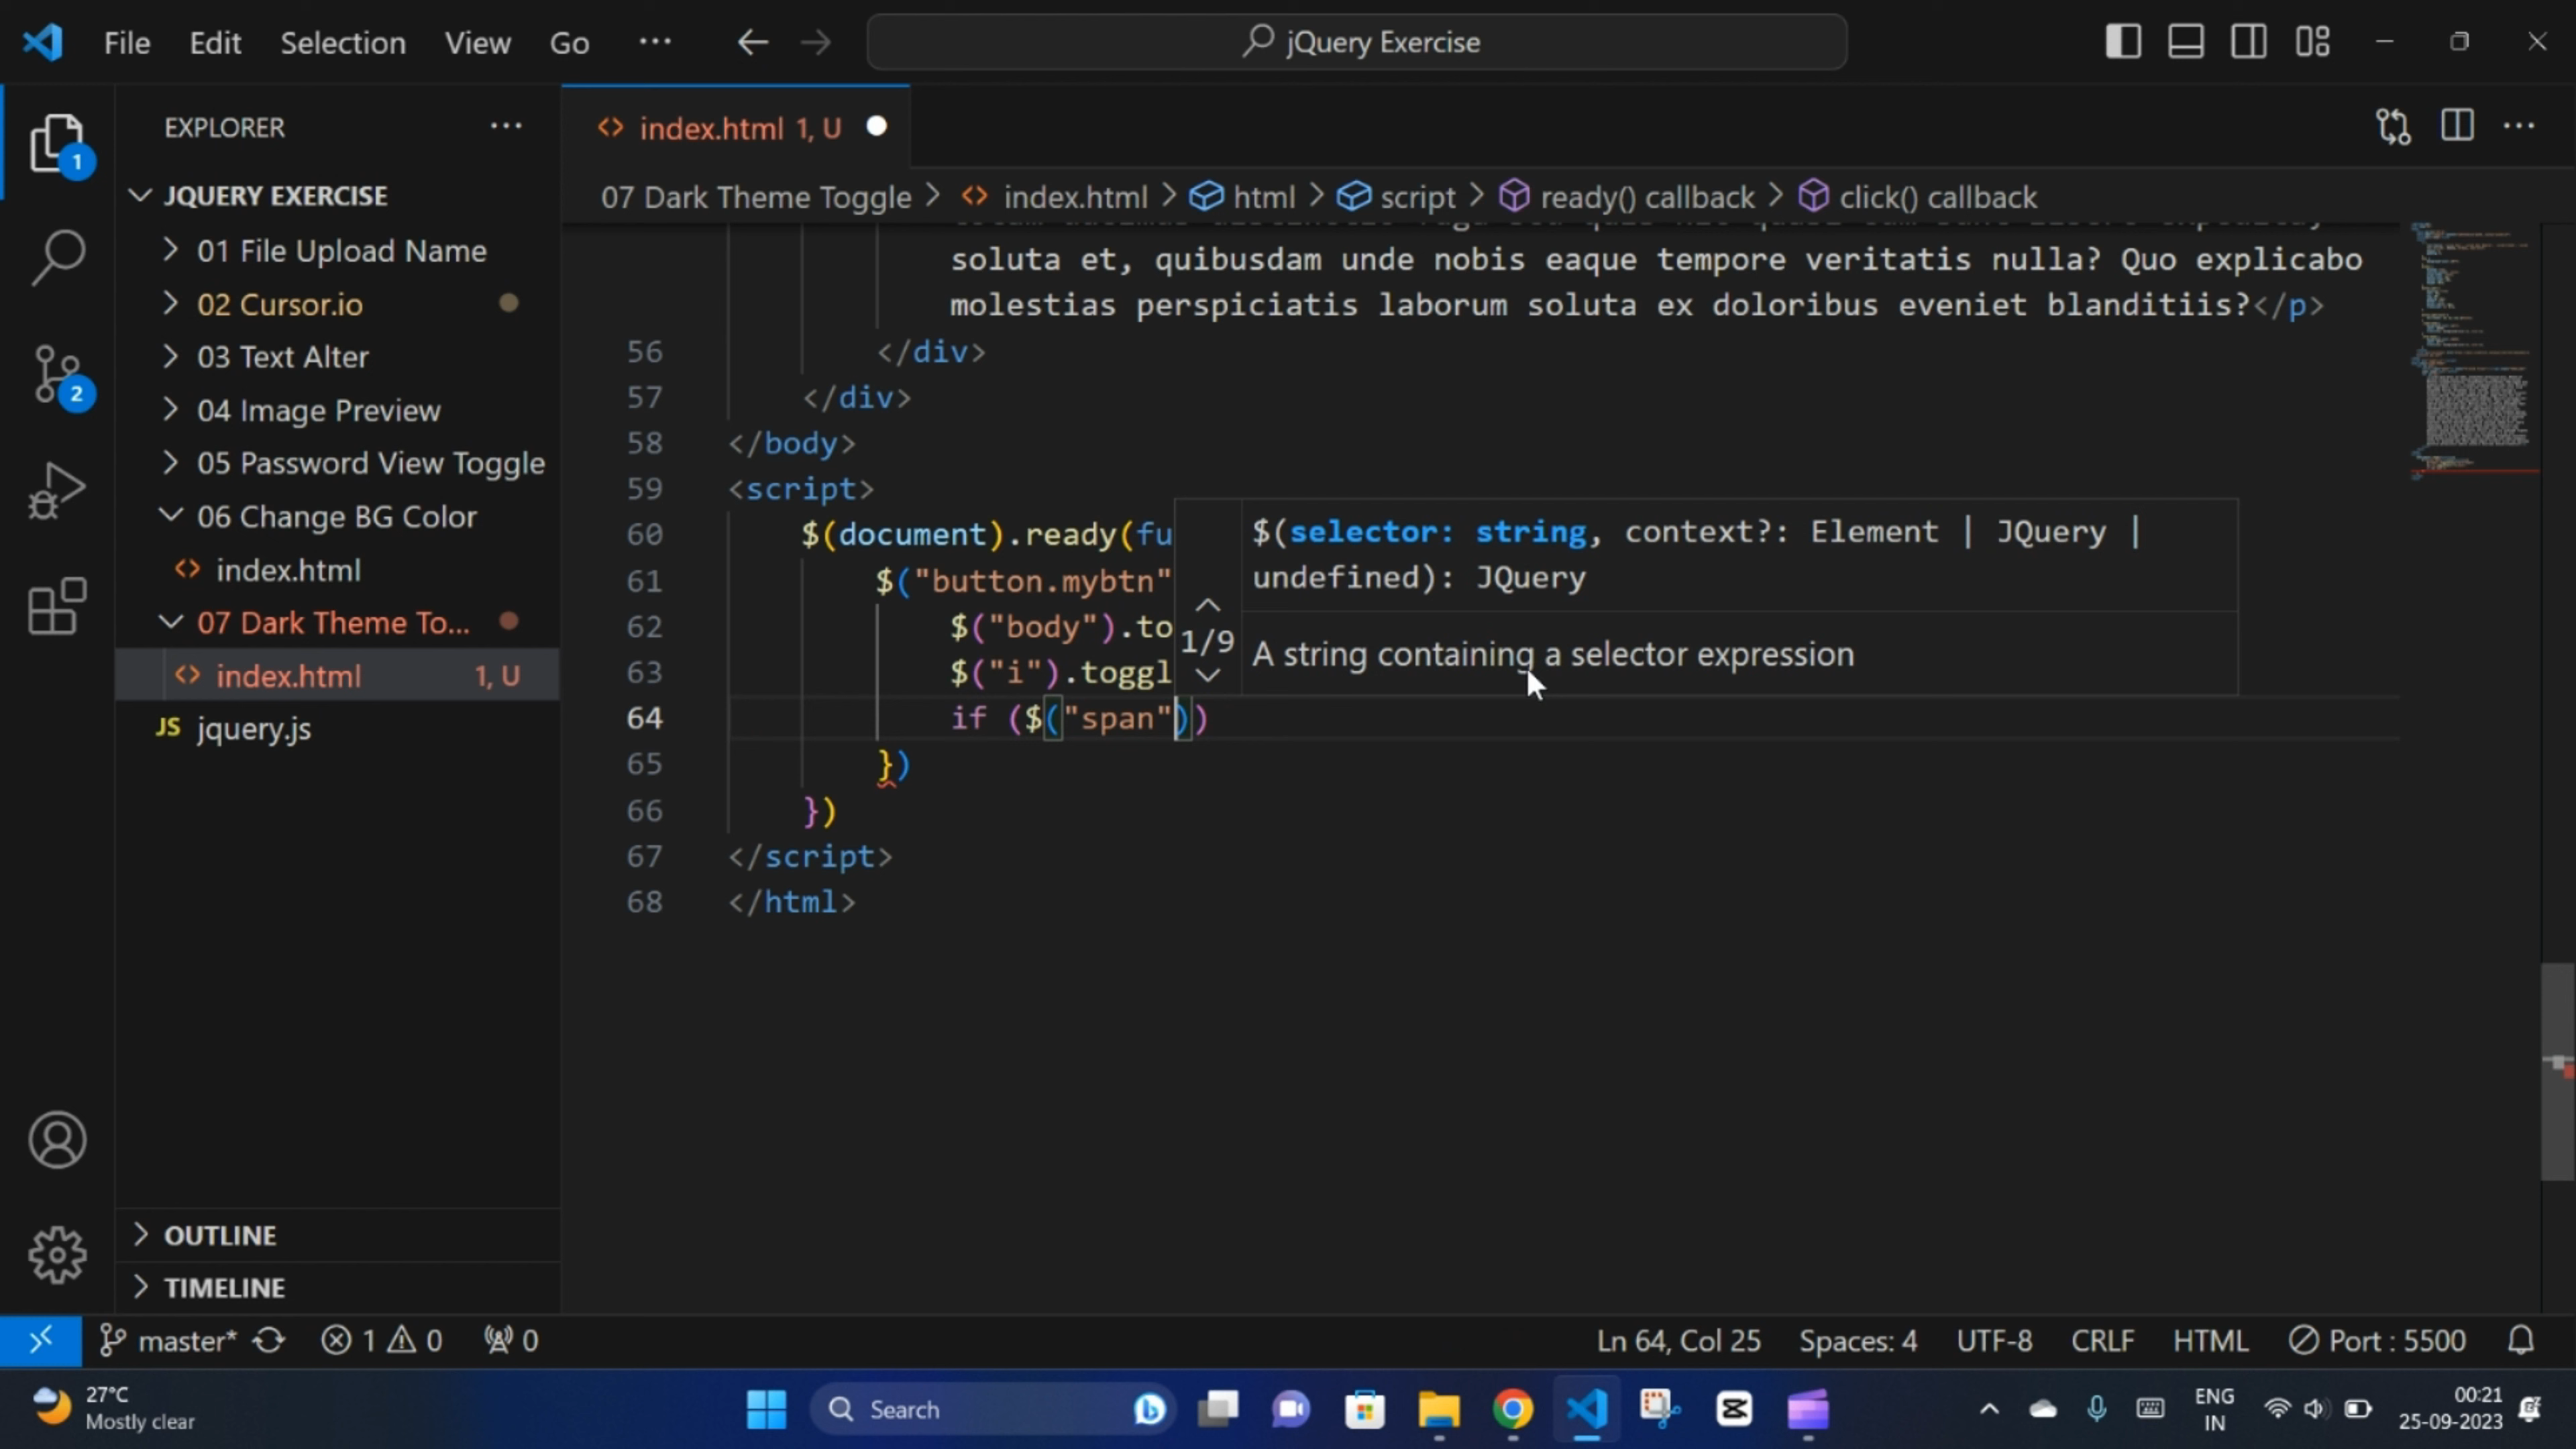 File Edit Selection View Go ··· jQuery Exercise
EXPLORER ···
index.html 1, U
1
JQUERY EXERCISE
07 Dark Theme Toggle > index.html > html > script > ready() callback > click() callback
01 File Upload Name
02 Cursor.io
03 Text Alter
04 Image Preview
05 Password View Toggle
06 Change BG Color
index.html
07 Dark Theme To...
index.html 1, U
JS jquery.js
2
soluta et, quibusdam unde nobis eaque tempore veritatis nulla? Quo explicabo
molestias perspiciatis laborum soluta ex doloribus eveniet blanditiis?</p>
56 </div>
57 </div>
58 </body>
59 <script>
60 $(document).ready(fu
61 $("button.mybtn"
62 $("body").to
63 $("i").toggl
64 if ($("span"))
65 })
66 })
67 </script>
68 </html>
$(selector: string, context?: Element | JQuery |
undefined): JQuery
1/9
A string containing a selector expression
OUTLINE
TIMELINE
master* 1 0 0 Ln 64, Col 25 Spaces: 4 UTF-8 CRLF HTML Port : 5500
27°C
Mostly clear
Search
ENG
IN
00:21
25-09-2023